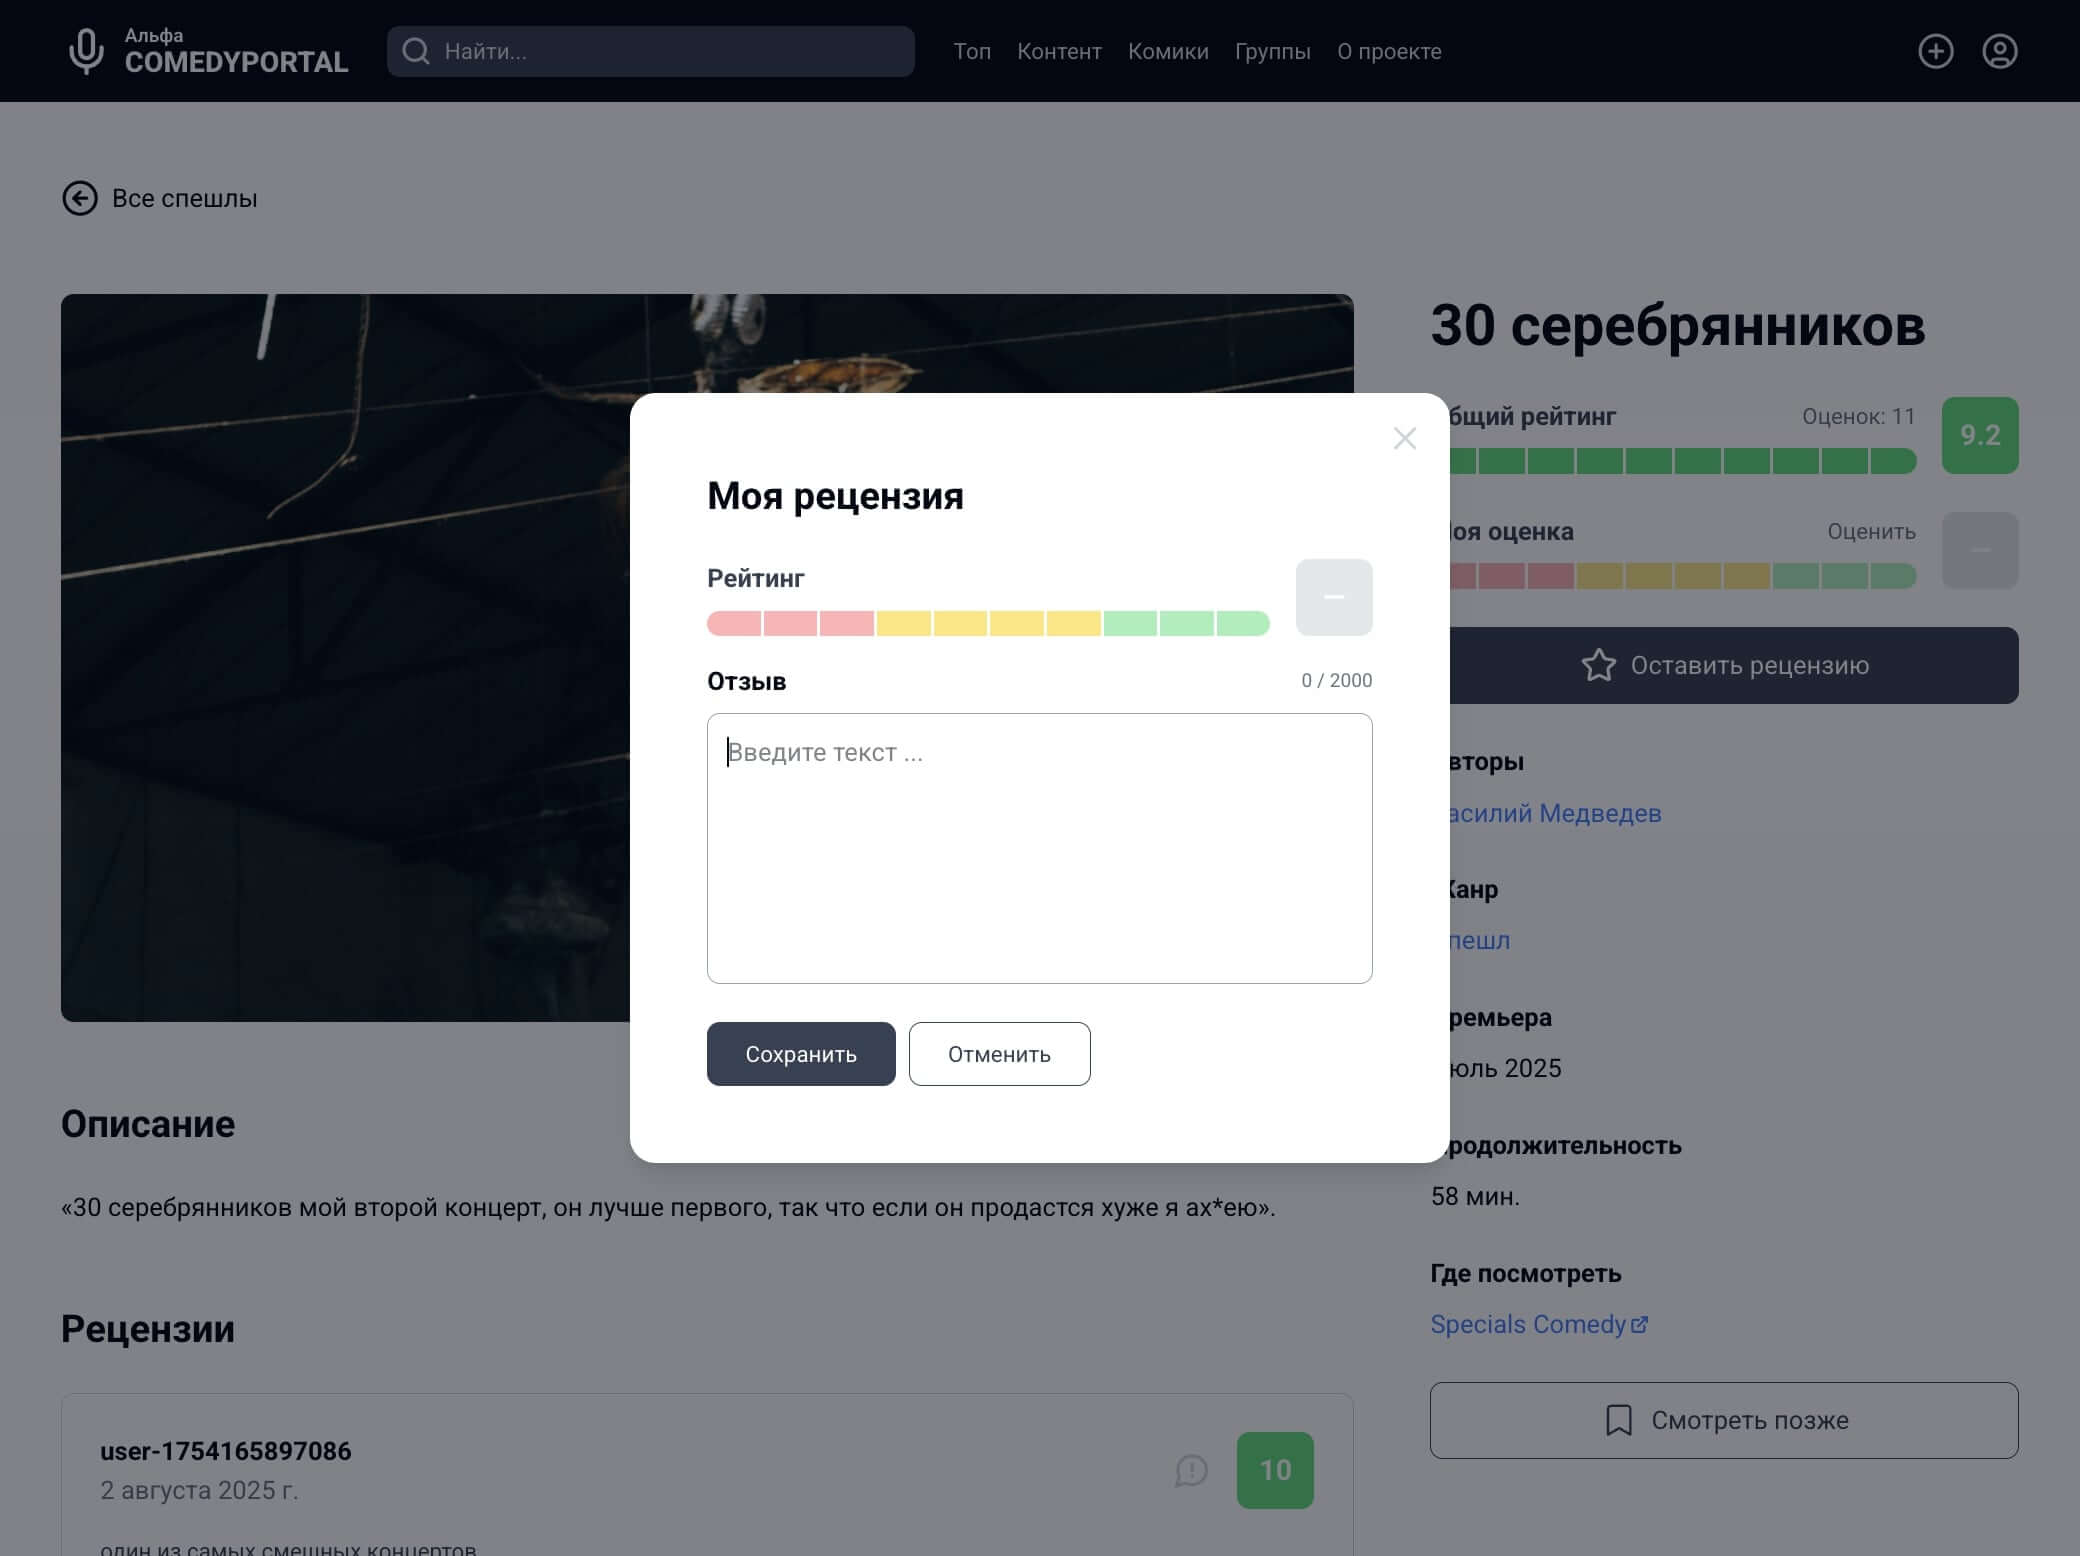 Альфа
COMEDYPORTAL
Найти...
Топ
Контент
Комики
Группы
О проекте
Все спешлы
30 серебрянников
бщий рейтинг
Оценок: 11
9.2
оя оценка
Оценить
Оставить рецензию
вторы
асилий Медведев
Жанр
пешл
ремьера
юль 2025
родолжительность
58 мин.
Где посмотреть
Specials Comedy
Смотреть позже
Моя рецензия
Рейтинг
Отзыв
0 / 2000
Введите текст ...
Сохранить
Отменить
Описание
«30 серебрянников мой второй концерт, он лучше первого, так что если он продастся хуже я ах*ею».
Рецензии
user-1754165897086
2 августа 2025 г.
10
один из самых смешных концертов